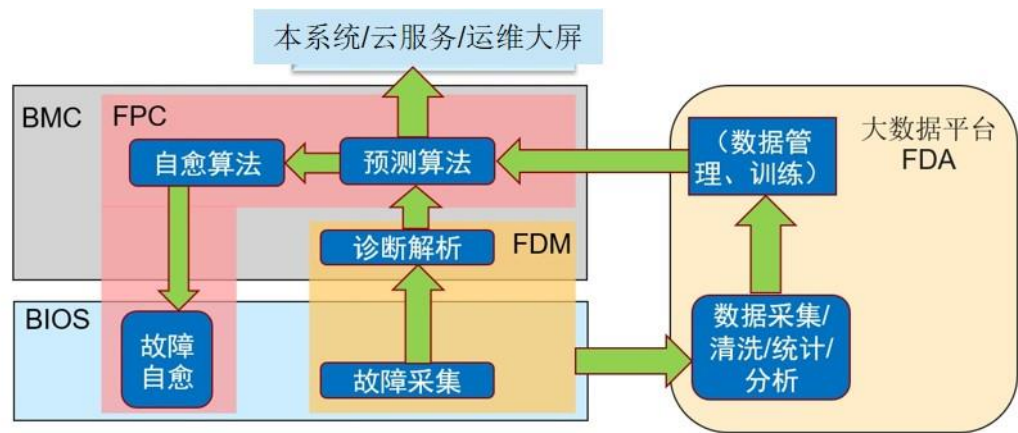 本系统/云服务/运维大屏
BMC
FPC
自愈算法
预测算法
诊断解析
FDM
BIOS
故障
自愈
故障采集
大数据平台
FDA
（数据管
理、训练）
数据采集/
清洗/统计/
分析